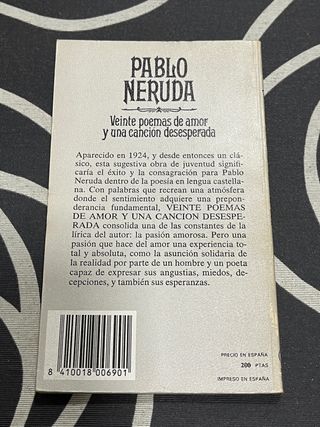 PABLO
NERUDA
Veinte poemas de amor
y una canción desesperada
Aparecido en 1924, y desde entonces un clá-
sico, esta sugestiva obra de juventud significa-
ría el éxito y la consagración para Pablo
Neruda dentro de la poesía en lengua castella-
na. Con palabras que recrean una atmósfera
donde el sentimiento adquiere una prepon-
derancia fundamental, VEINTE POEMAS
DE AMOR Y UNA CANCION DESESPE-
RADA consolida una de las constantes de la
lírica del autor: la pasión amorosa. Pero una
pasión que hace del amor una experiencia to-
tal y absoluta, como la asunción solidaria de
la realidad por parte de un hombre y un poeta
capaz de expresar sus angustias, miedos, de-
cepciones, y también sus esperanzas.
8 410018 006901
PRECIO EN ESPAÑA
200 PTAS
IMPRESO EN ESPAÑA